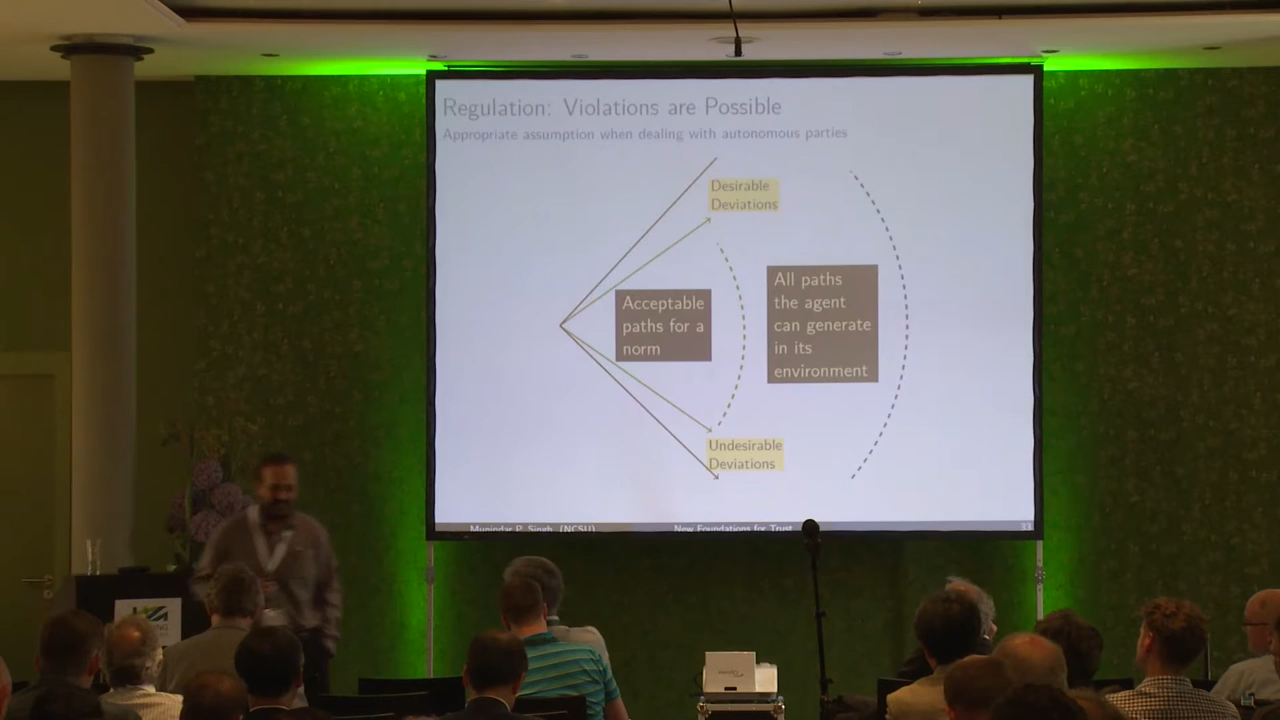 Regulation: Violations are Possible
Appropriate assumption when dealing with autonomous parties
Desirable
Deviations
Acceptable
paths for a
norm
All paths
the agent
can generate
in its
environment
Undesirable
Deviations
Munindar P. Singh (NCSU)
New Foundations for Trust